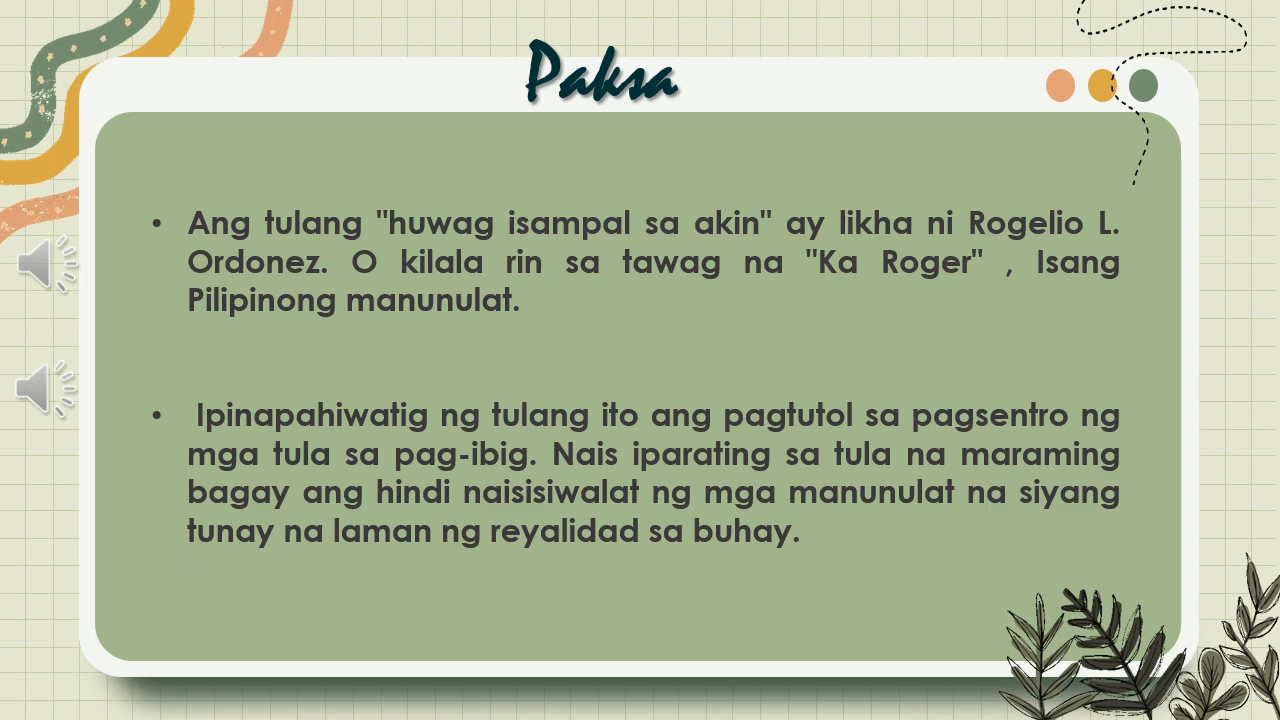 Paksa
• Ang tulang "huwag isampal sa akin" ay likha ni Rogelio L.
Ordonez. O kilala rin sa tawag na "Ka Roger" , Isang
Pilipinong manunulat.
• Ipinapahiwatig ng tulang ito ang pagtutol sa pagsentro ng
mga tula sa pag-ibig. Nais iparating sa tula na maraming
bagay ang hindi naisisiwalat ng mga manunulat na siyang
tunay na laman ng reyalidad sa buhay.